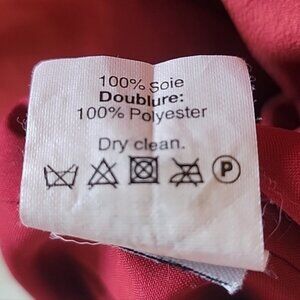 100% Soie
Doublure:
100% Polyester
Dry clean.
P